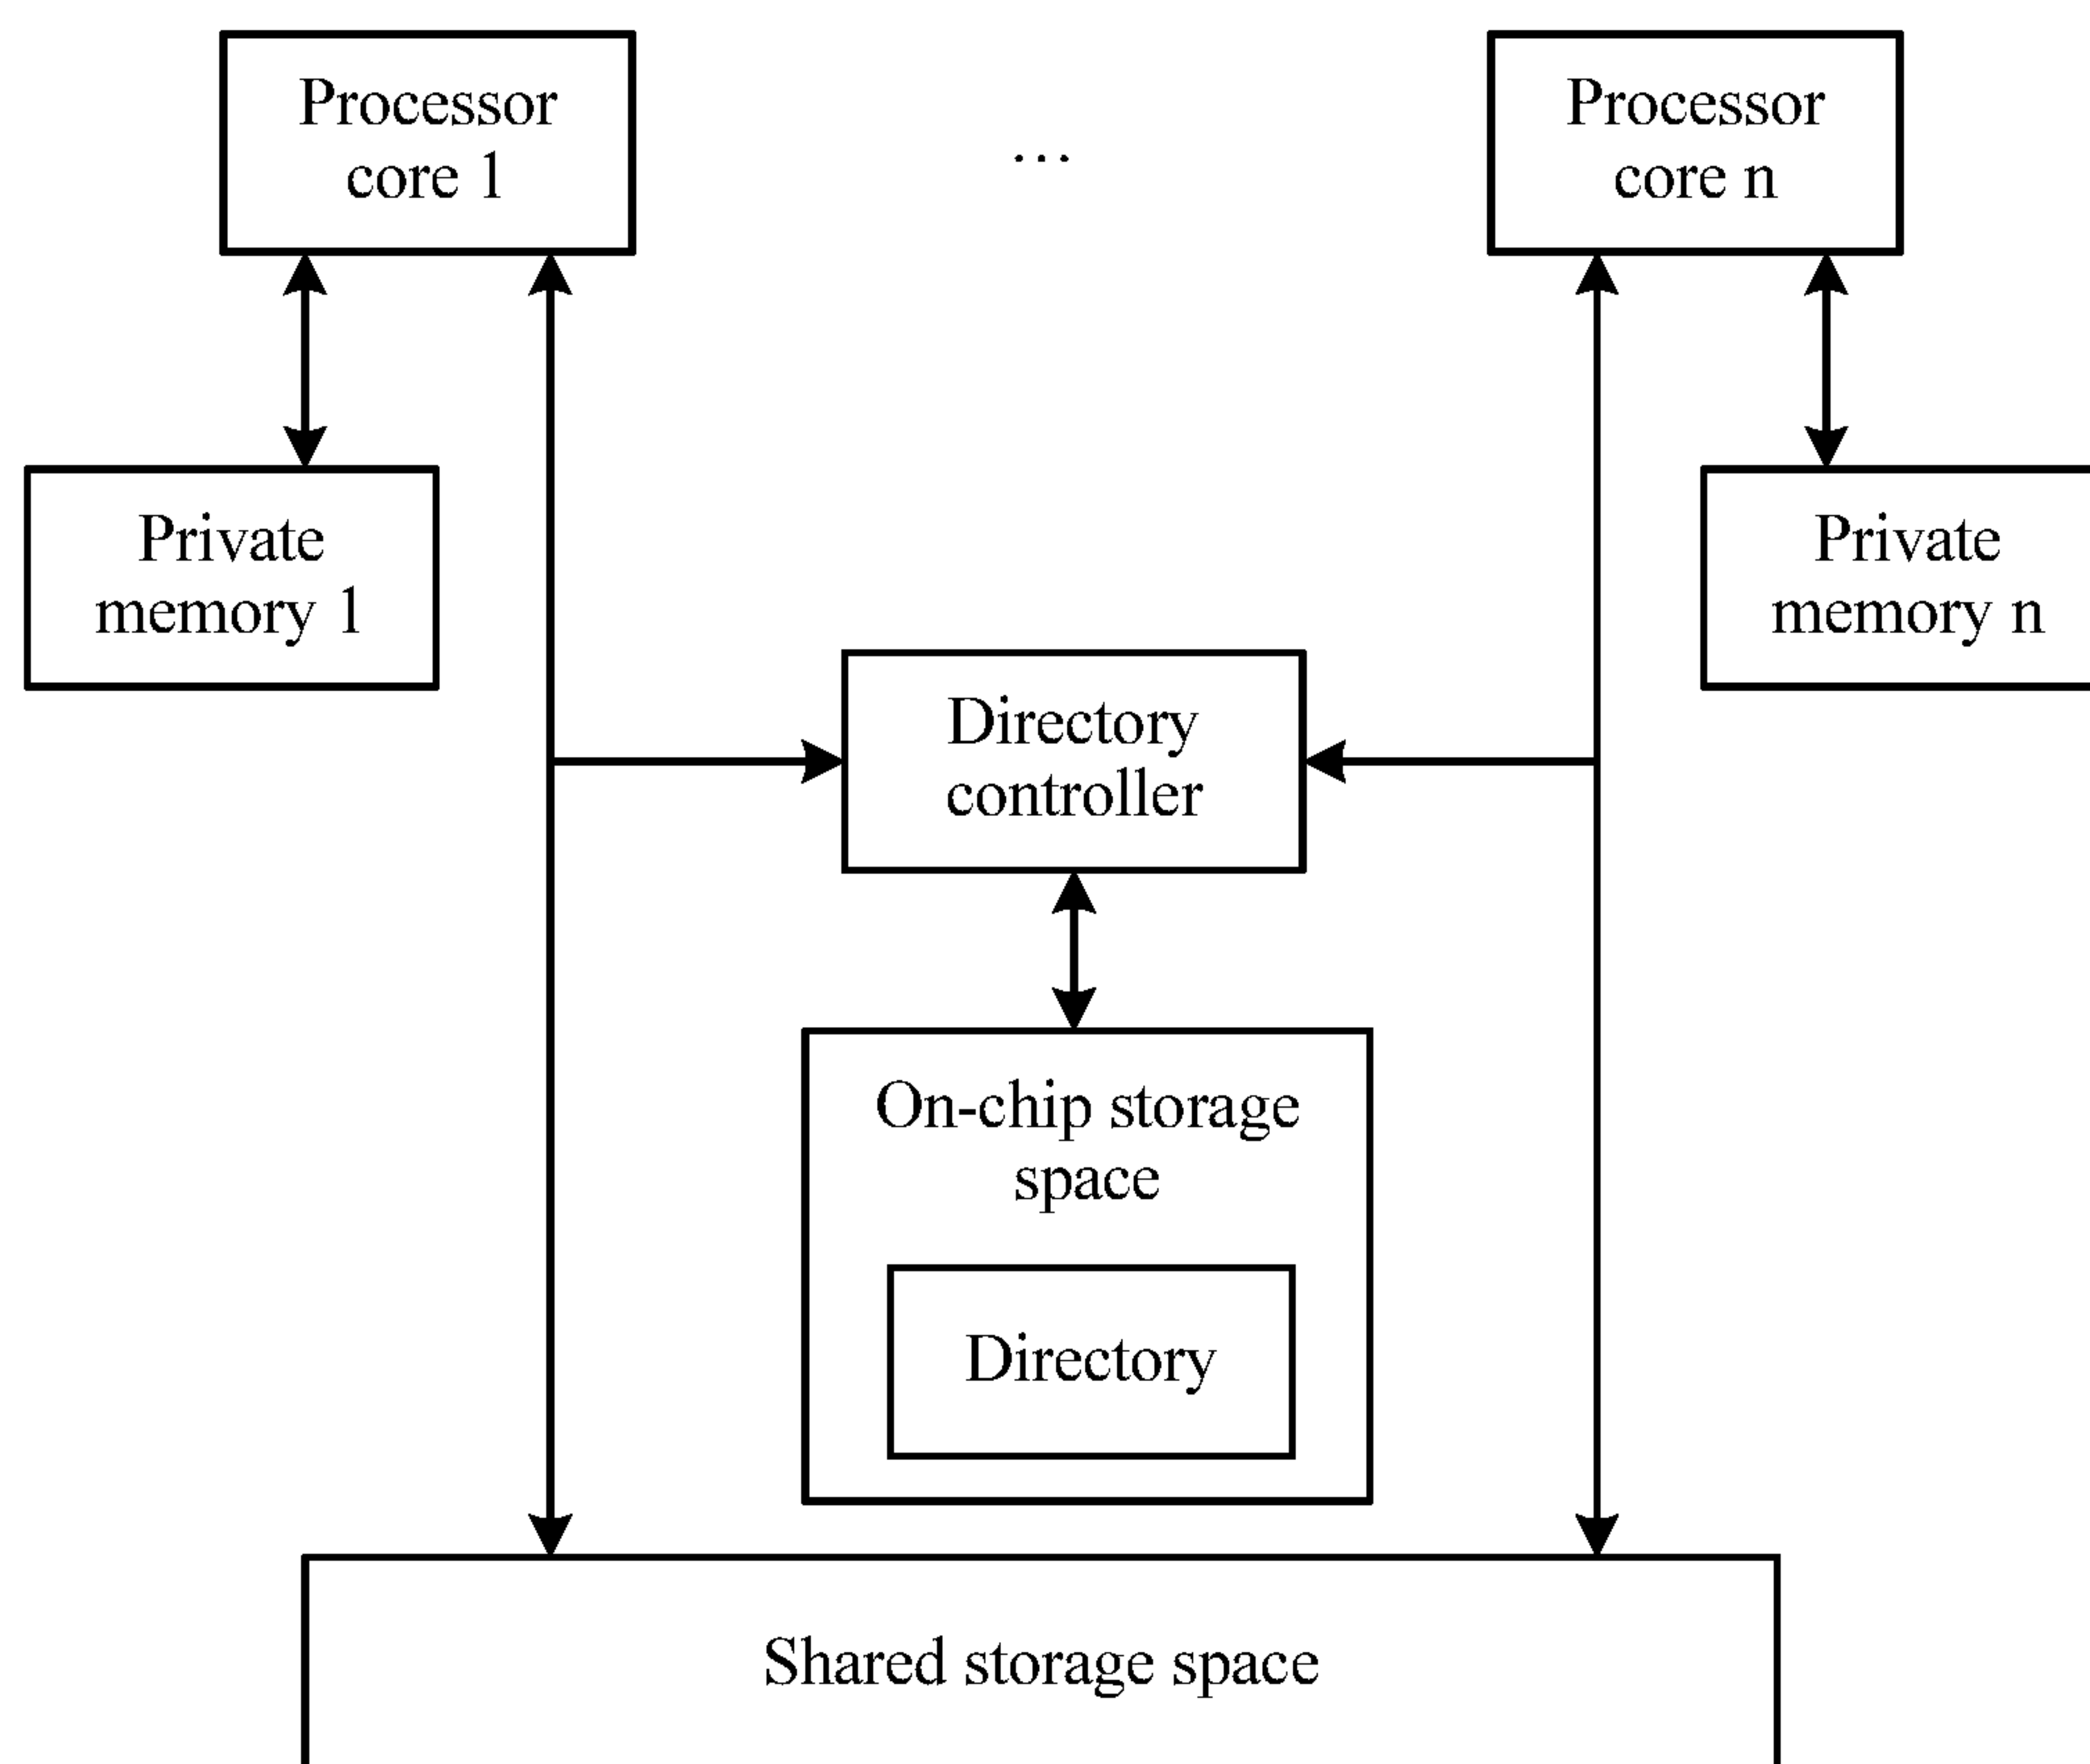 Processor
core 1
...
Processor
core n
Private
memory 1
Private
memory n
Directory
controller
On-chip storage
space
Directory
Shared storage space